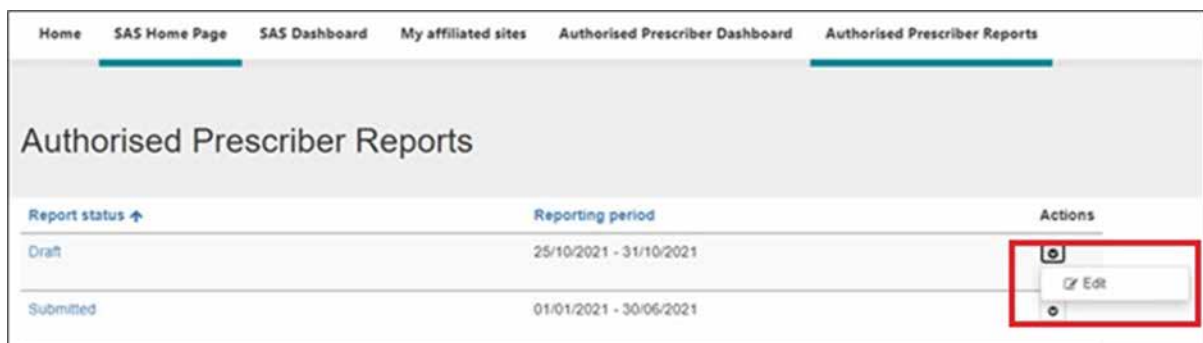 Home SAS Home Page SAS Dashboard My affiliated sites Authorised Prescriber Dashboard Authorised Prescriber Reports
Authorised Prescriber Reports
Report status Reporting period Actions
Draft 25/10/2021 - 31/10/2021
Edit
Submitted 01/01/2021 - 30/06/2021